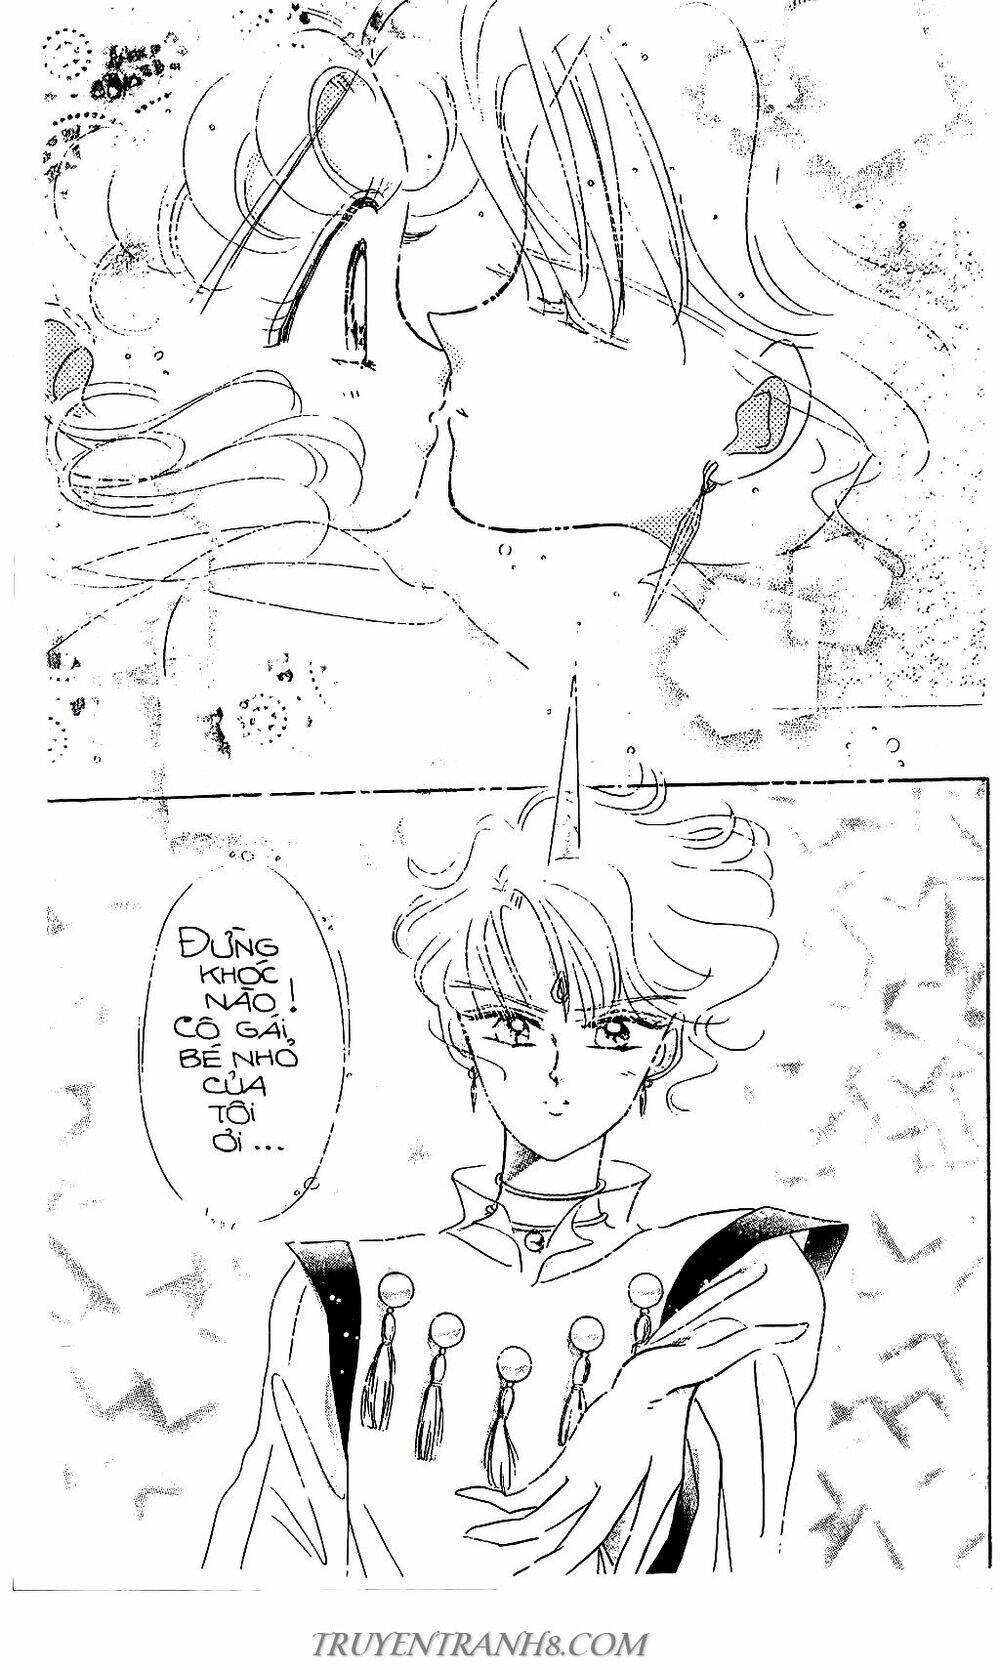 ĐỪNG
KHÓC
NÀO!
CÔ GÁI
BÉ NHỎ
CỦA
TÔI
ƠI...
TRUYENTRANH8.COM